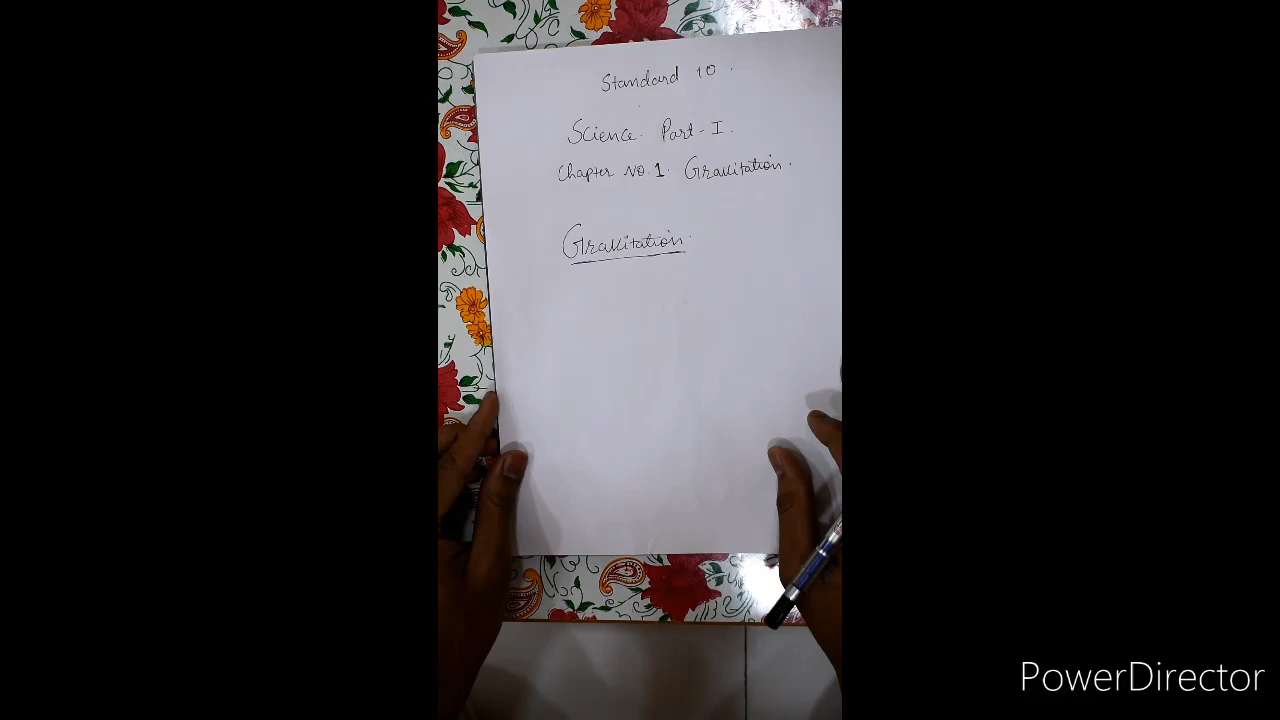 Standard 10.
Science. Part-I.
Chapter No. 1. Gravitation.
Gravitation.
PowerDirector